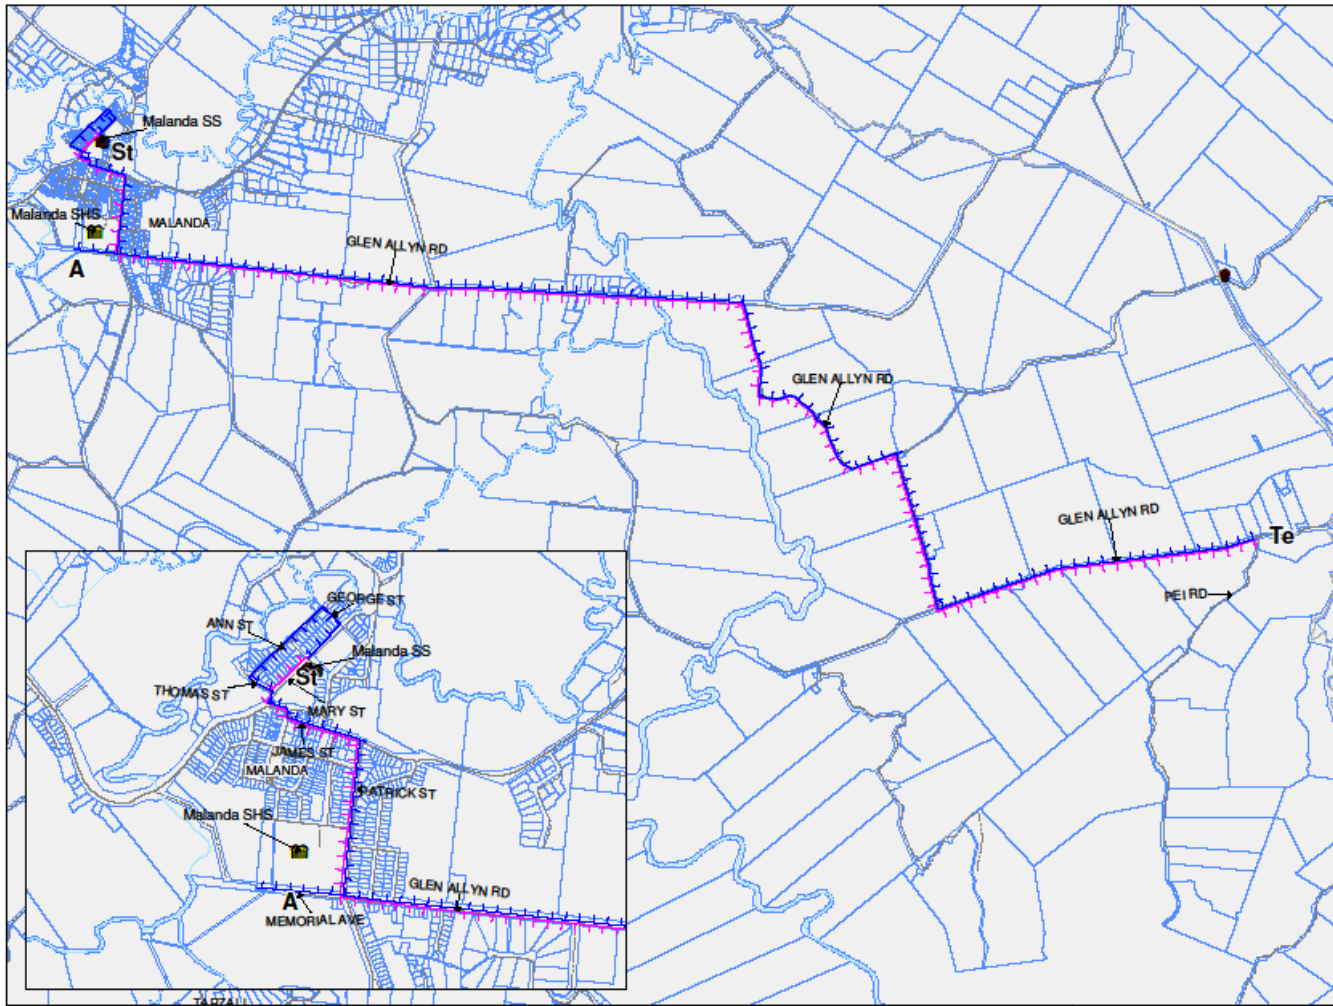 Malanda SS
St
Malanda SHS
MALANDA
A
GLEN ALLYN RD
GLEN ALLYN RD
GLEN ALLYN RD
Te
PEI RD
GEORGE ST
ANN ST
Malanda SS
St
THOMAS ST
MARY ST
JAMES ST
MALANDA
PATRICK ST
Malanda SHS
GLEN ALLYN RD
A
MEMORIAL AVE
TARZALI